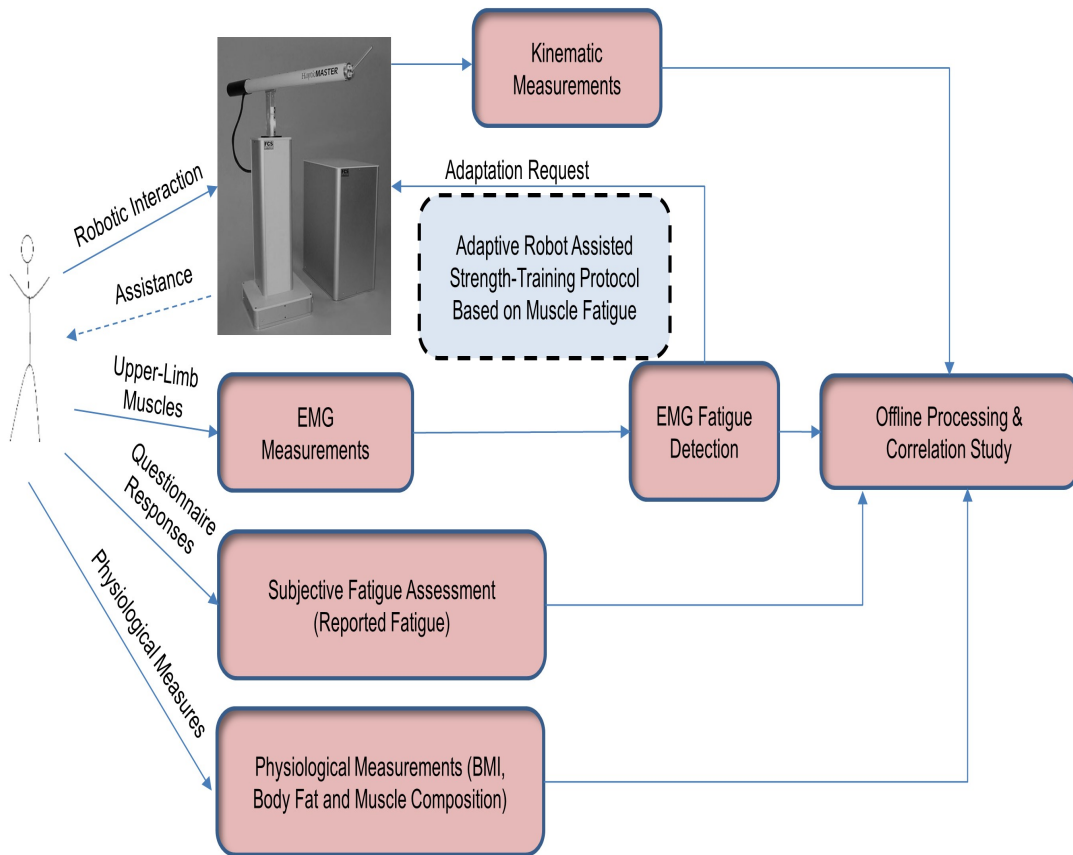 Kinematic
Measurements
HapticMASTER
FCS
Adaptation Request
Robotic Interaction
Adaptive Robot Assisted
Strength-Training Protocol
Based on Muscle Fatigue
Assistance
Upper-Limb
Muscles
EMG
Measurements
EMG Fatigue
Detection
Offline Processing &
Correlation Study
Questionnaire
Responses
Subjective Fatigue Assessment
(Reported Fatigue)
Physiological Measures
Physiological Measurements (BMI,
Body Fat and Muscle Composition)